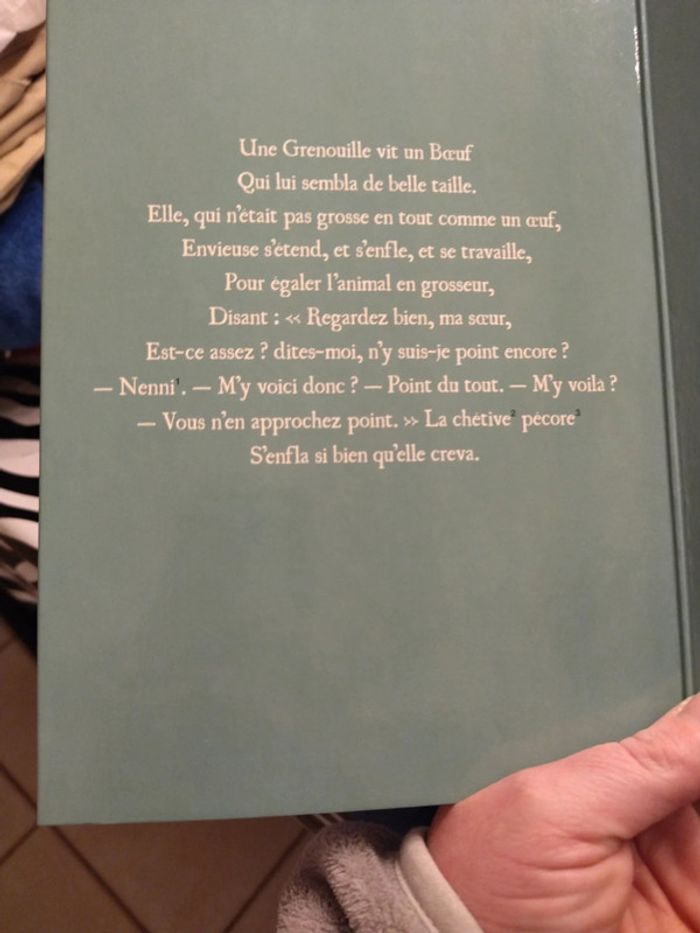 Une Grenouille vit un Bœuf
Qui lui sembla de belle taille.
Elle, qui n'était pas grosse en tout comme un œuf,
Envieuse s'étend, et s'enfle, et se travaille,
Pour égaler l'animal en grosseur,
Disant : « Regardez bien, ma sœur,
Est-ce assez ? dites-moi, n'y suis-je point encore ?
— Nenni¹. — M'y voici donc ? — Point du tout. — M'y voilà ?
— Vous n'en approchez point. » La chétive² pécore³
S'enfla si bien qu'elle creva.